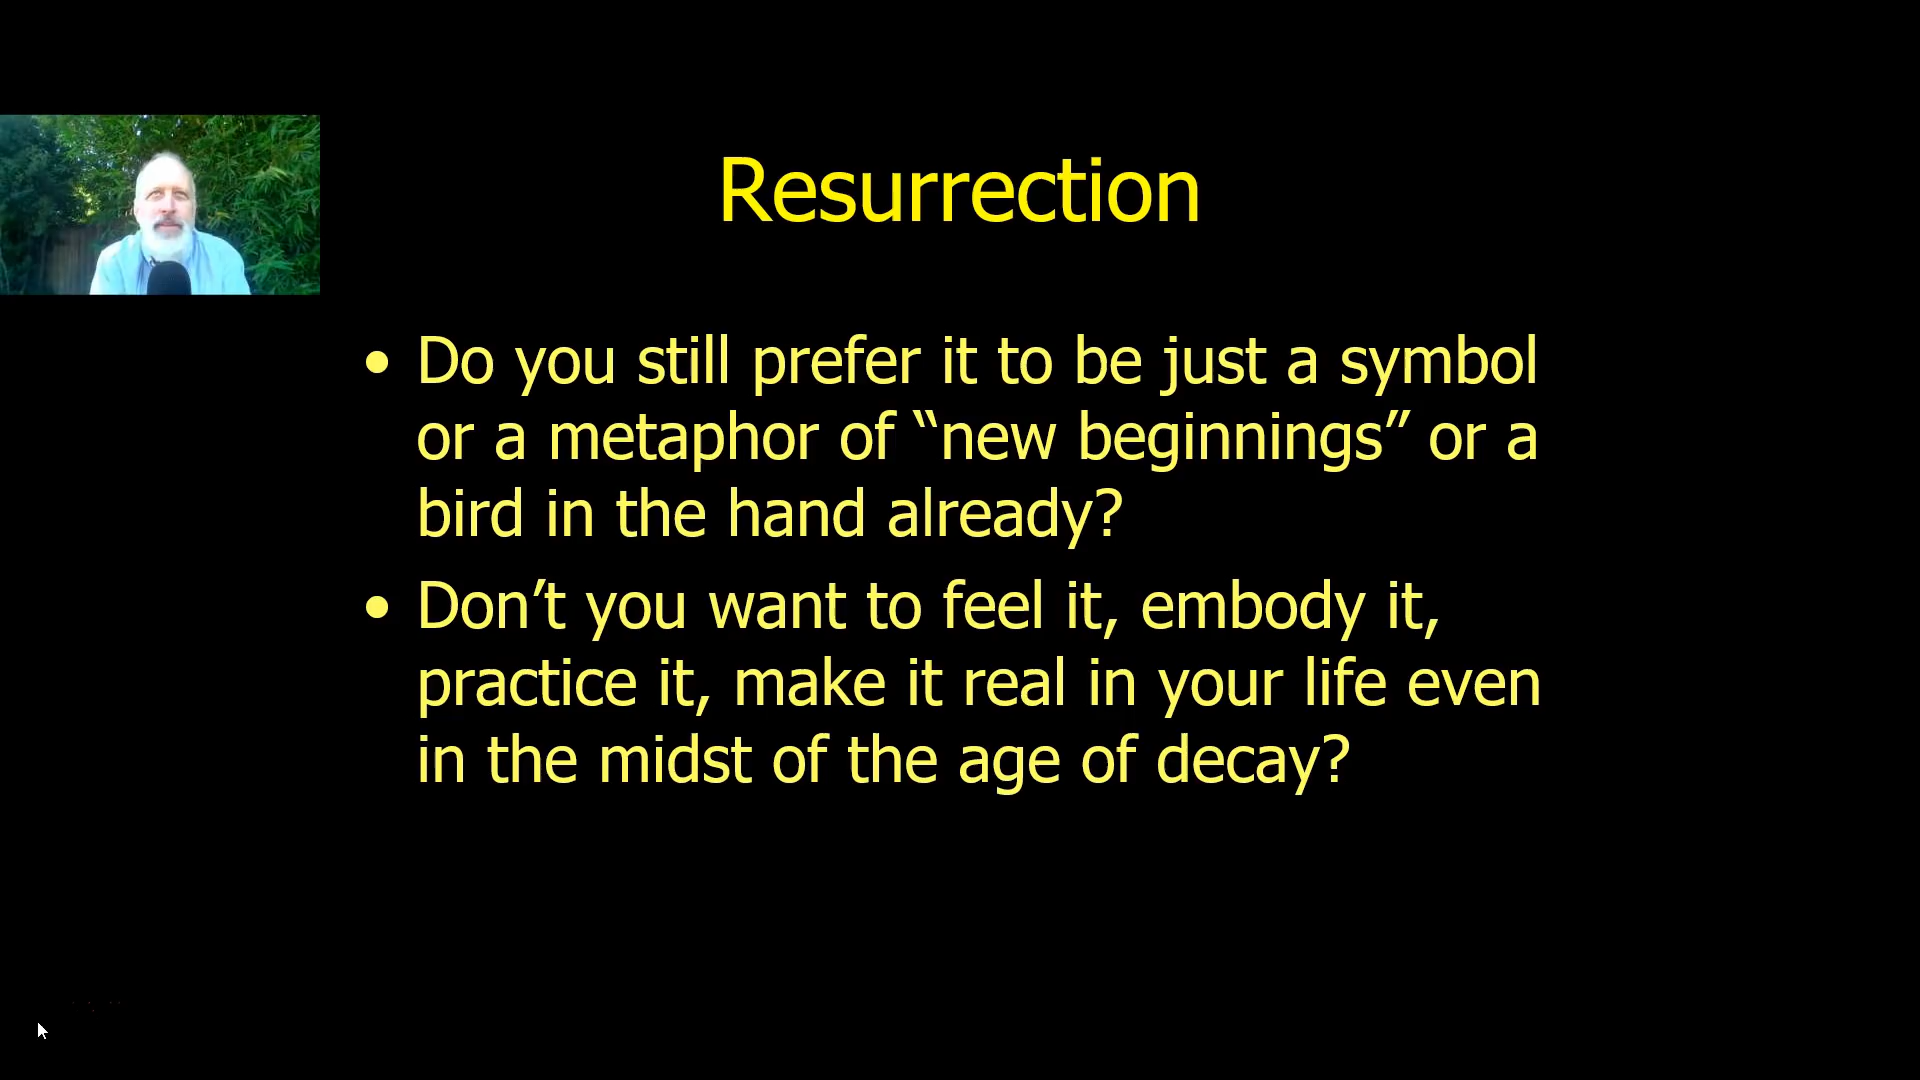 Resurrection
• Do you still prefer it to be just a symbol
or a metaphor of “new beginnings” or a
bird in the hand already?
• Don’t you want to feel it, embody it,
practice it, make it real in your life even
in the midst of the age of decay?